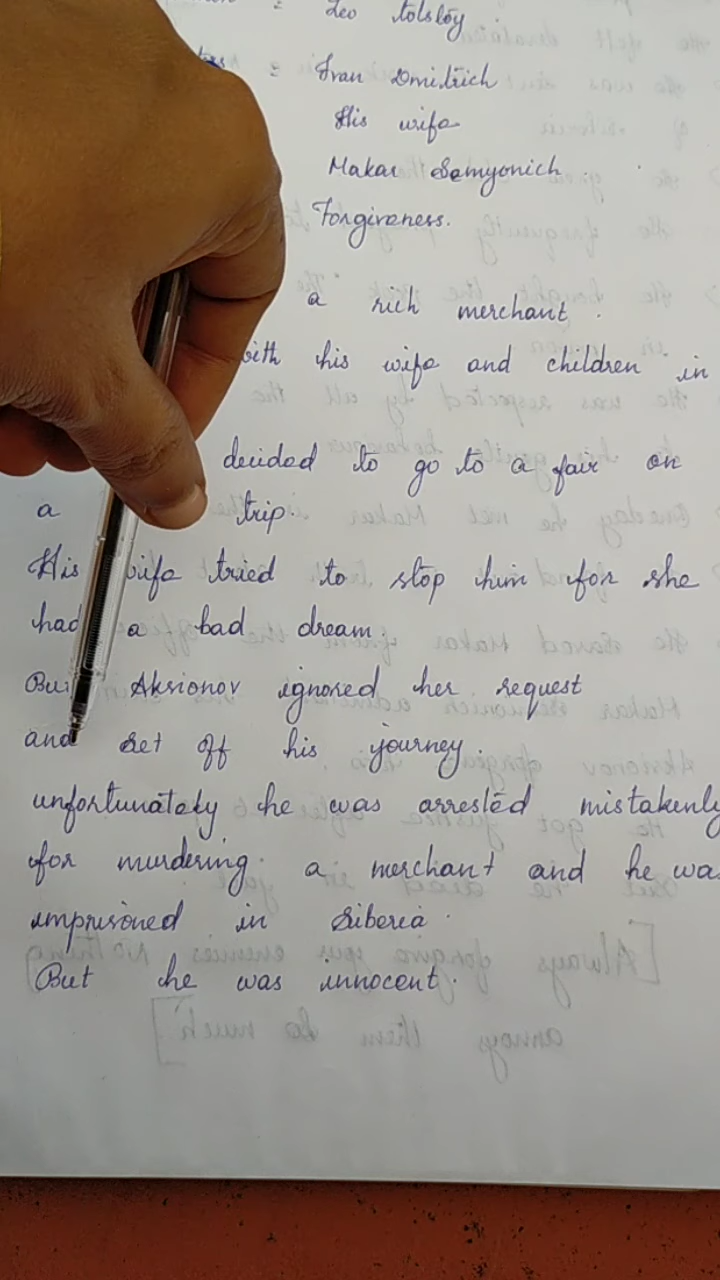 = Leo tolsloy
= Ivan Dmitrich
His wife
Makar Semyonich
Forgiveness.
a rich merchant.
with his wife and children in
decided to go to a fair on
a trip.
His wife tried to stop him for she
had a bad dream.
But Aksionov ignored her request
and set off his journey.
unfortunately he was arrested mistakenly
for murdering a merchant and he was
imprisoned in Siberia.
But he was innocent.